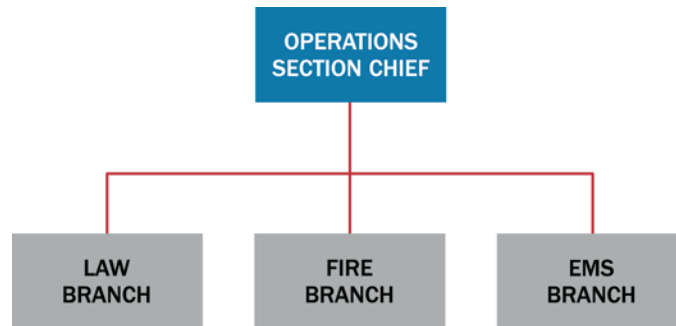 OPERATIONS
SECTION CHIEF
LAW
BRANCH
FIRE
BRANCH
EMS
BRANCH